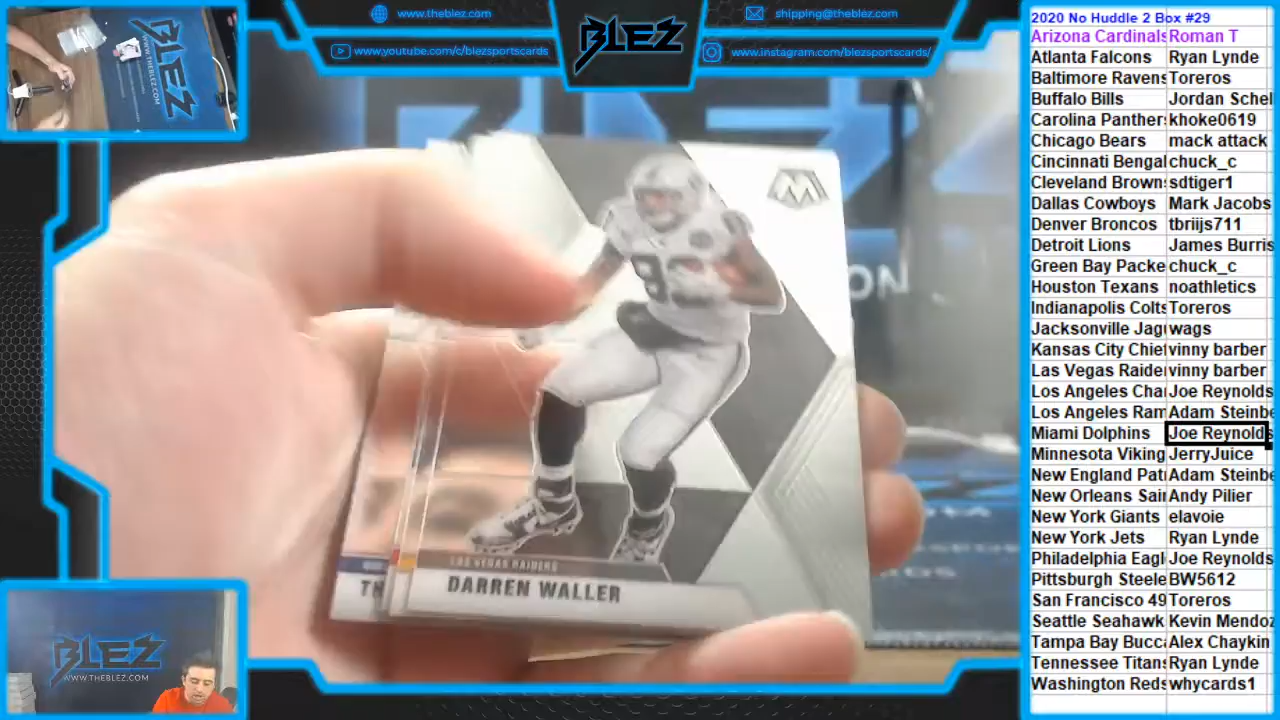 www.theblez.com
shipping@theblez.com
www.youtube.com/c/blezsportscards
www.instagram.com/blezsportscards/
BLEZ
BLEZ
WWW.THEBLEZ.COM
BLEZ
WWW.THEBLEZ.COM
ON
83
LAS VEGAS RAIDERS
DARREN WALLER
TH
2020 No Huddle 2 Box #29
Arizona Cardinals Roman T
Atlanta Falcons Ryan Lynde
Baltimore Ravens Toreros
Buffalo Bills Jordan Schel
Carolina Panther khoke0619
Chicago Bears mack attack
Cincinnati Bengal chuck_c
Cleveland Brown sdtiger1
Dallas Cowboys Mark Jacobs
Denver Broncos tbriijs711
Detroit Lions James Burris
Green Bay Packe chuck_c
Houston Texans noathletics
Indianapolis Colts Toreros
Jacksonville Jag wags
Kansas City Chief vinny barber
Las Vegas Raide vinny barber
Los Angeles Cha Joe Reynolds
Los Angeles Ram Adam Steinbe
Miami Dolphins Joe Reynolds
Minnesota Viking JerryJuice
New England Pat Adam Steinbe
New Orleans Sai Andy Pilier
New York Giants elavoie
New York Jets Ryan Lynde
Philadelphia Eagl Joe Reynolds
Pittsburgh Steele BW5612
San Francisco 49 Toreros
Seattle Seahawk Kevin Mendoz
Tampa Bay Bucc Alex Chaykin
Tennessee Titans Ryan Lynde
Washington Reds whycards1